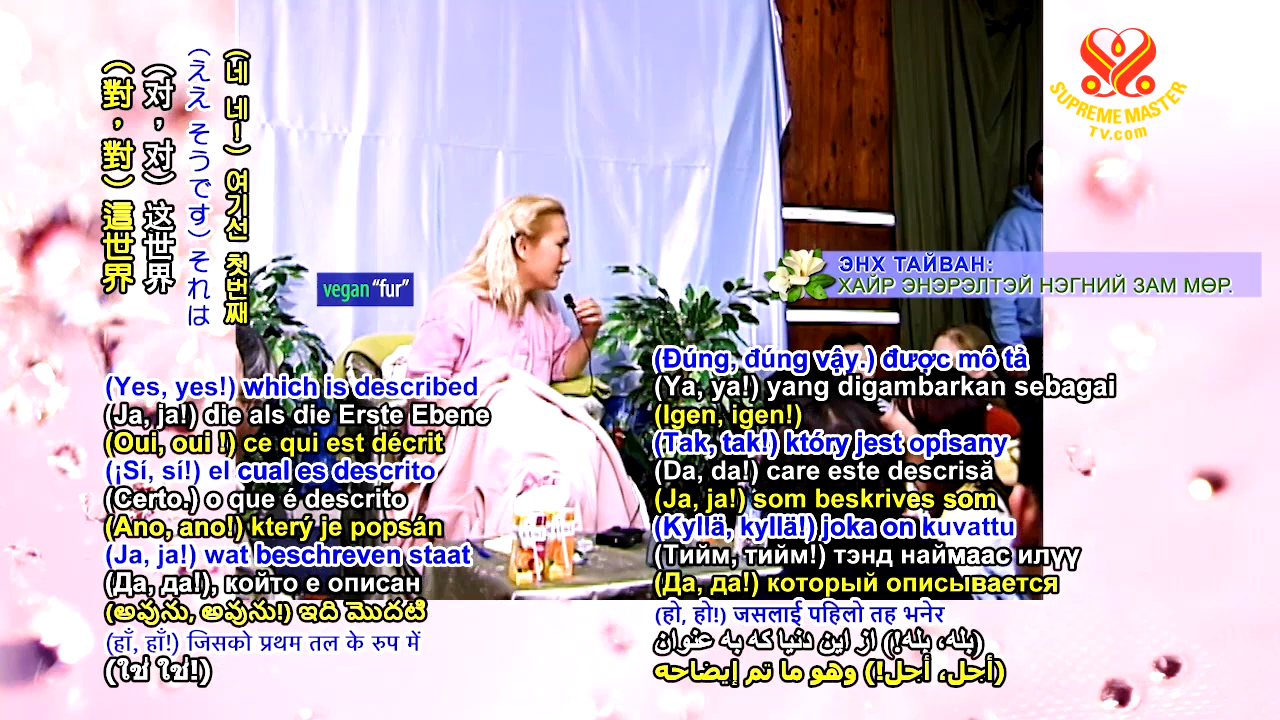 (對，對) 這世界
(对，对) 这世界
(ええ そうです) それは
(네 네!) 여기선 첫번째
SUPREME MASTER
TV.com
vegan “fur”
ЭНХ ТАЙВАН:
ХАЙР ЭНЭРЭЛТЭЙ НЭГНИЙ ЗАМ МӨР.
(Yes, yes!) which is described
(Ja, ja!) die als die Erste Ebene
(Oui, oui !) ce qui est décrit
(¡Sí, sí!) el cual es descrito
(Certo.) o que é descrito
(Ano, ano!) který je popsán
(Ja, ja!) wat beschreven staat
(Да, да!), който е описан
(అవును, అవును!) ఇది మొదటి
(हाँ, हाँ!) जिसको प्रथम तल के रुप में
(ใช่ ใช่!)
(Đúng, đúng vậy.) được mô tả
(Ya, ya!) yang digambarkan sebagai
(Igen, igen!)
(Tak, tak!) który jest opisany
(Da, da!) care este descrisă
(Ja, ja!) som beskrives som
(Kyllä, kyllä!) joka on kuvattu
(Тийм, тийм!) тэнд наймаас илүү
(Да, да!) который описывается
(हो, हो!) जसलाई पहिलो तह भनेर
(بله، بله!) از این دنیا که به عنوان
(أجل، أجل!) وهو ما تم إيضاحه